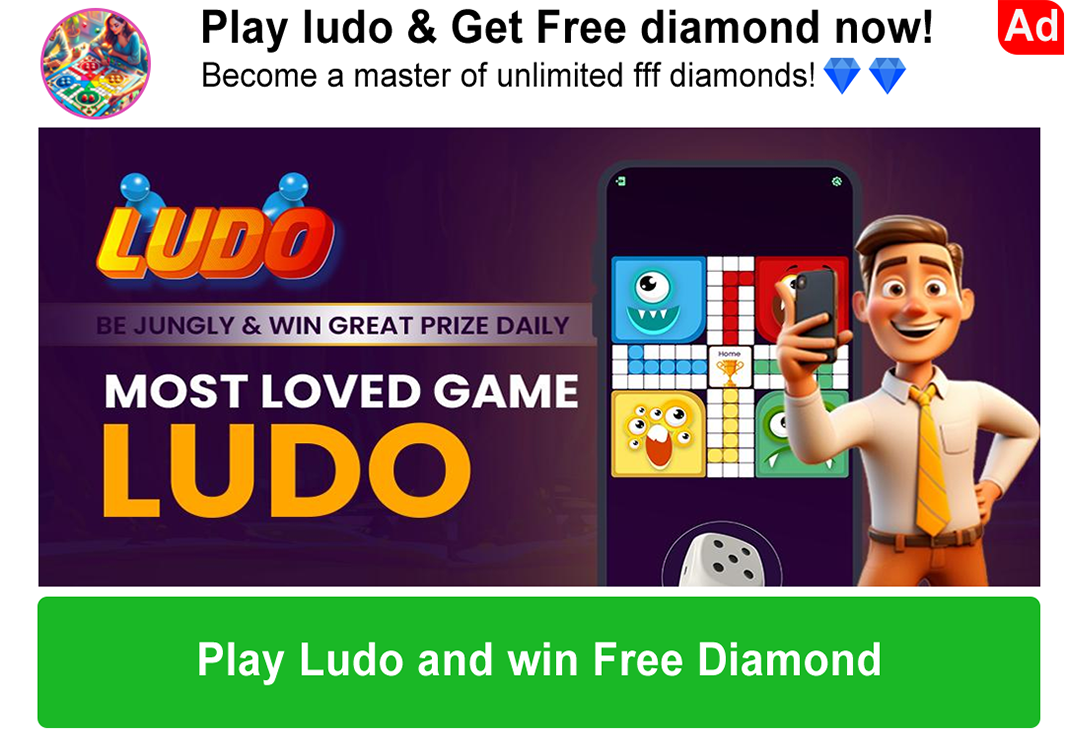 Play ludo & Get Free diamond now!
Ad
Become a master of unlimited fff diamonds!
LUDO
BE JUNGLY & WIN GREAT PRIZE DAILY
MOST LOVED GAME
LUDO
Home
Play Ludo and win Free Diamond